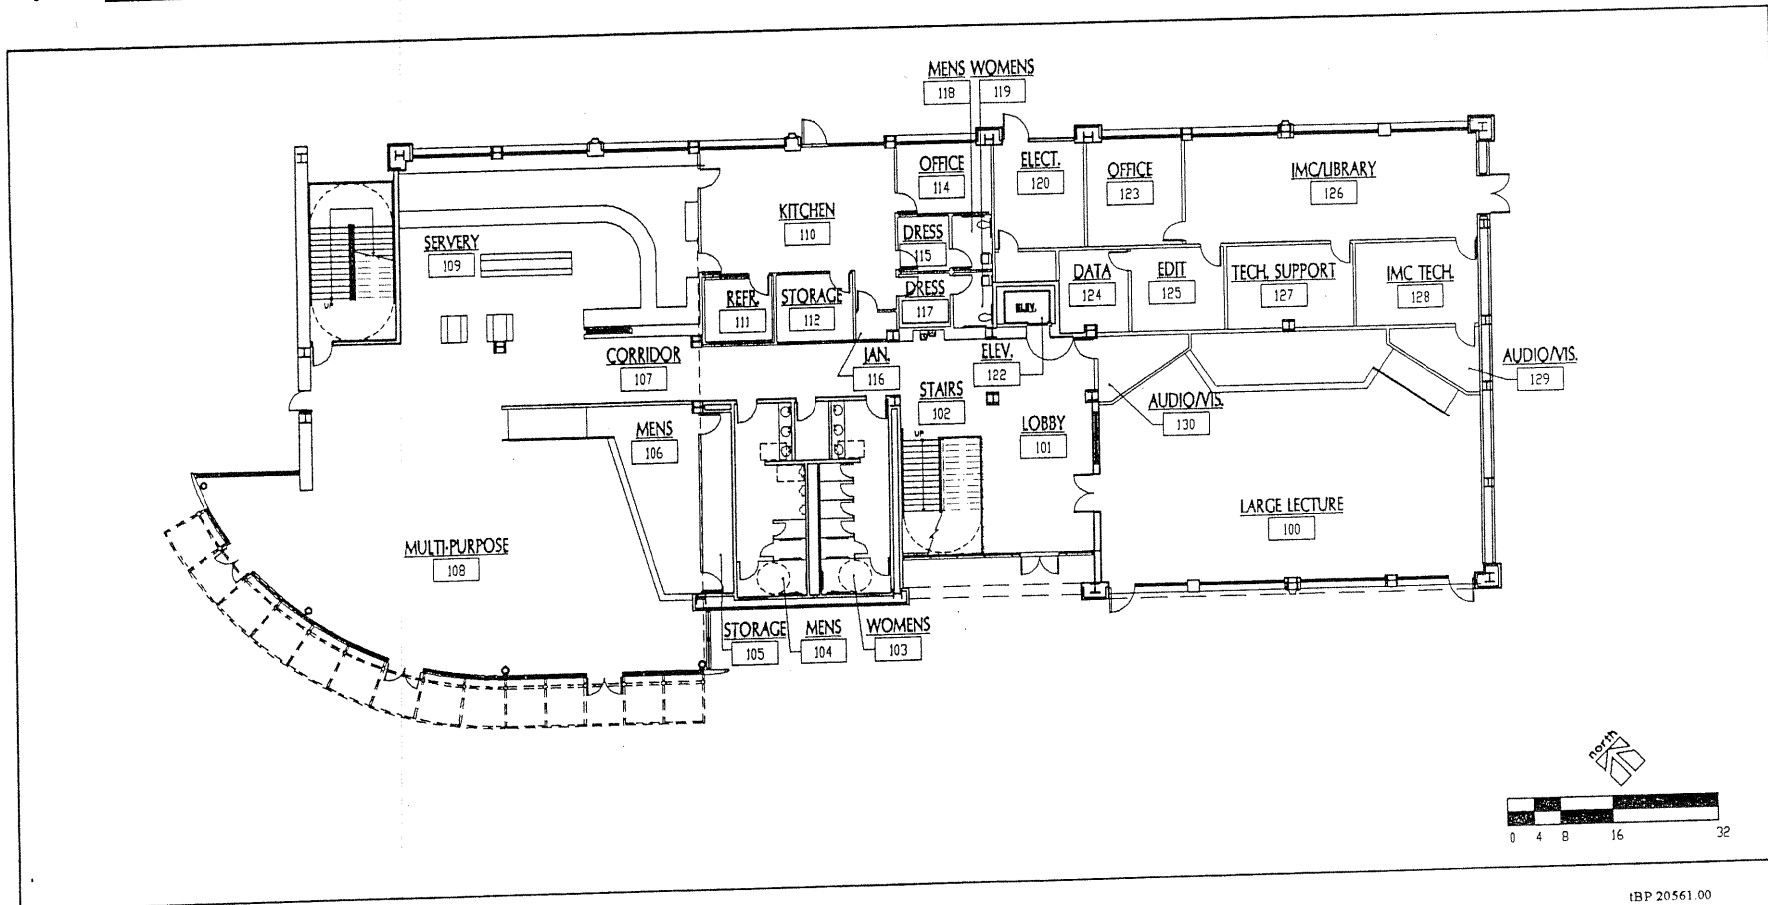 MENS WOMENS
118 119
OFFICE
114
ELECT.
120
OFFICE
123
IMC/LIBRARY
126
KITCHEN
110
SERVERY
109
DRESS
115
DATA
124
EDIT
125
TECH. SUPPORT
127
IMC TECH.
128
REFR.
111
STORAGE
112
DRESS
117
ELEV.
UP
CORRIDOR
107
JAN.
116
ELEV.
122
AUDIO/VIS.
129
STAIRS
102
AUDIO/VIS.
130
MENS
106
LOBBY
101
UP
LARGE LECTURE
100
MULTI-PURPOSE
108
STORAGE
105
MENS
104
WOMENS
103
north
0 4 8 16 32
tBP 20561.00